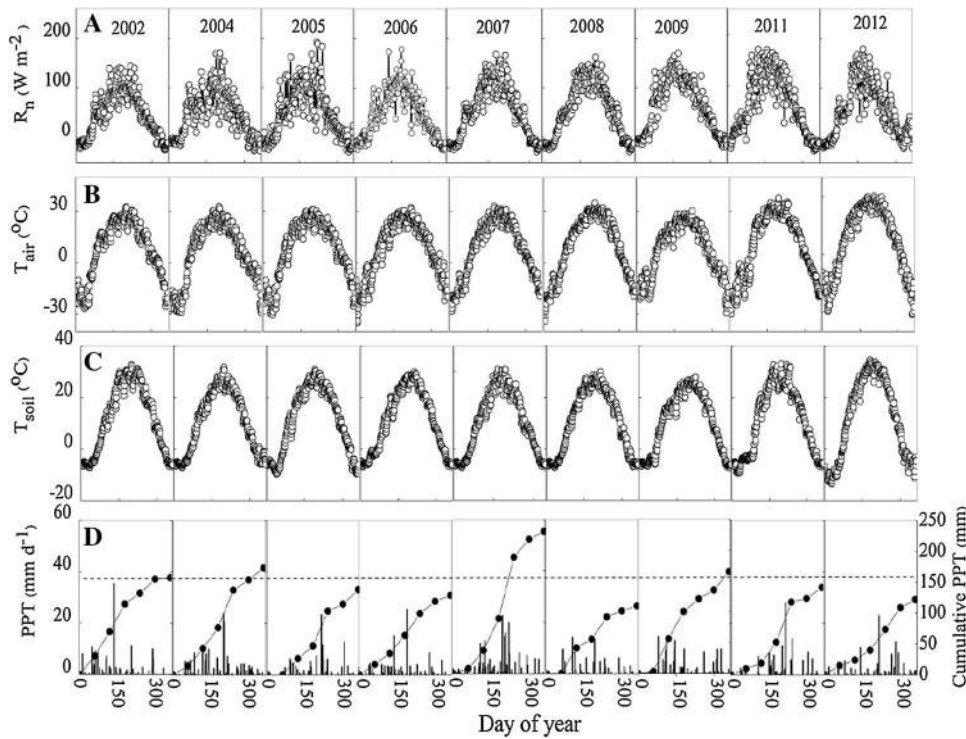 A
2002 2004 2005 2006 2007 2008 2009 2011 2012
Rn (W m-2)
200
100
0
B
Tair (oC)
30
0
-30
C
Tsoil (oC)
40
20
0
-20
D
PPT (mm d-1)
60
40
20
0
Cumulative PPT (mm)
250
200
150
100
50
0
0 150 300 0 150 300 0 150 300 0 150 300 0 150 300 0 150 300 0 150 300 0 150 300 0 150 300
Day of year